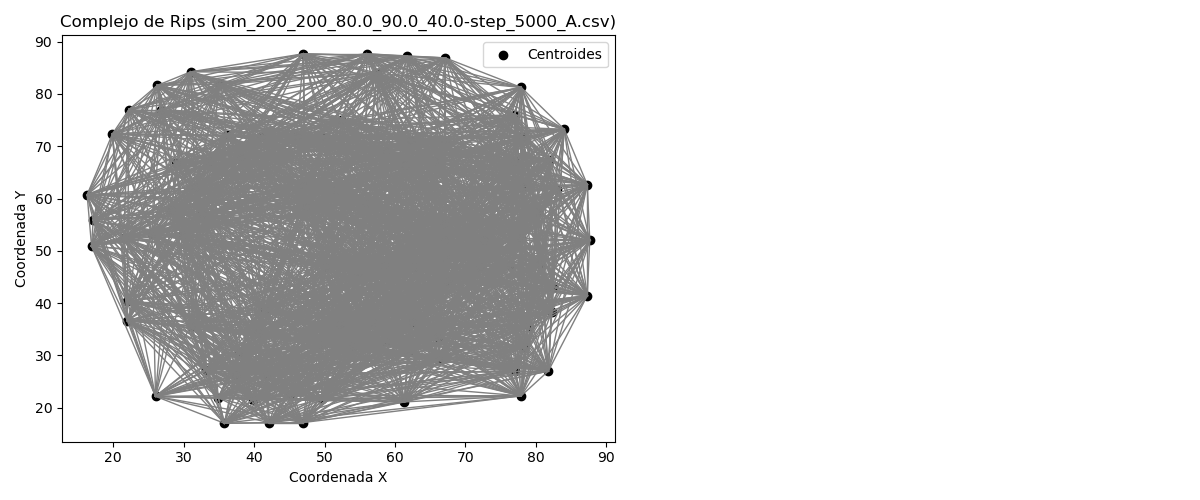 Complejo de Rips (sim_200_200_80.0_90.0_40.0-step_5000_A.csv)
90
80
70
60
50
40
30
20
Coordenada Y
Centroides
20 30 40 50 60 70 80 90
Coordenada X